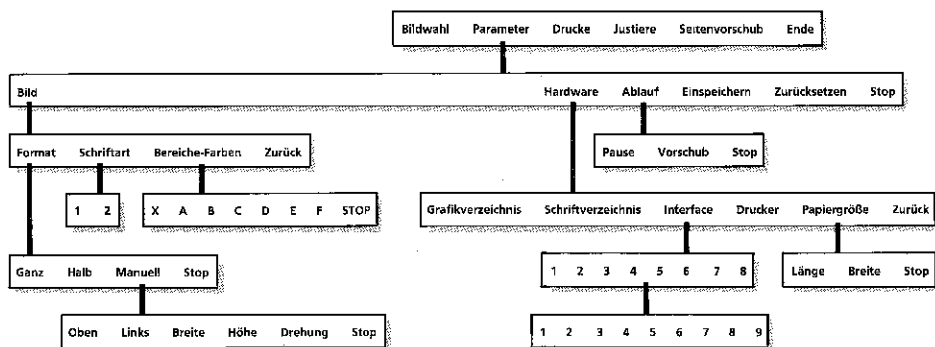 Bildwahl Parameter Drucke Justiere Seitenvorschub Ende
Bild Hardware Ablauf Einspeichern Zurücksetzen Stop
Format Schriftart Bereiche-Farben Zurück
Pause Vorschub Stop
1 2
X A B C D E F STOP
Grafikverzeichnis Schriftverzeichnis Interface Drucker Papiergröße Zurück
Ganz Halb Manuell Stop
1 2 3 4 5 6 7 8
Länge Breite Stop
Oben Links Breite Höhe Drehung Stop
1 2 3 4 5 6 7 8 9